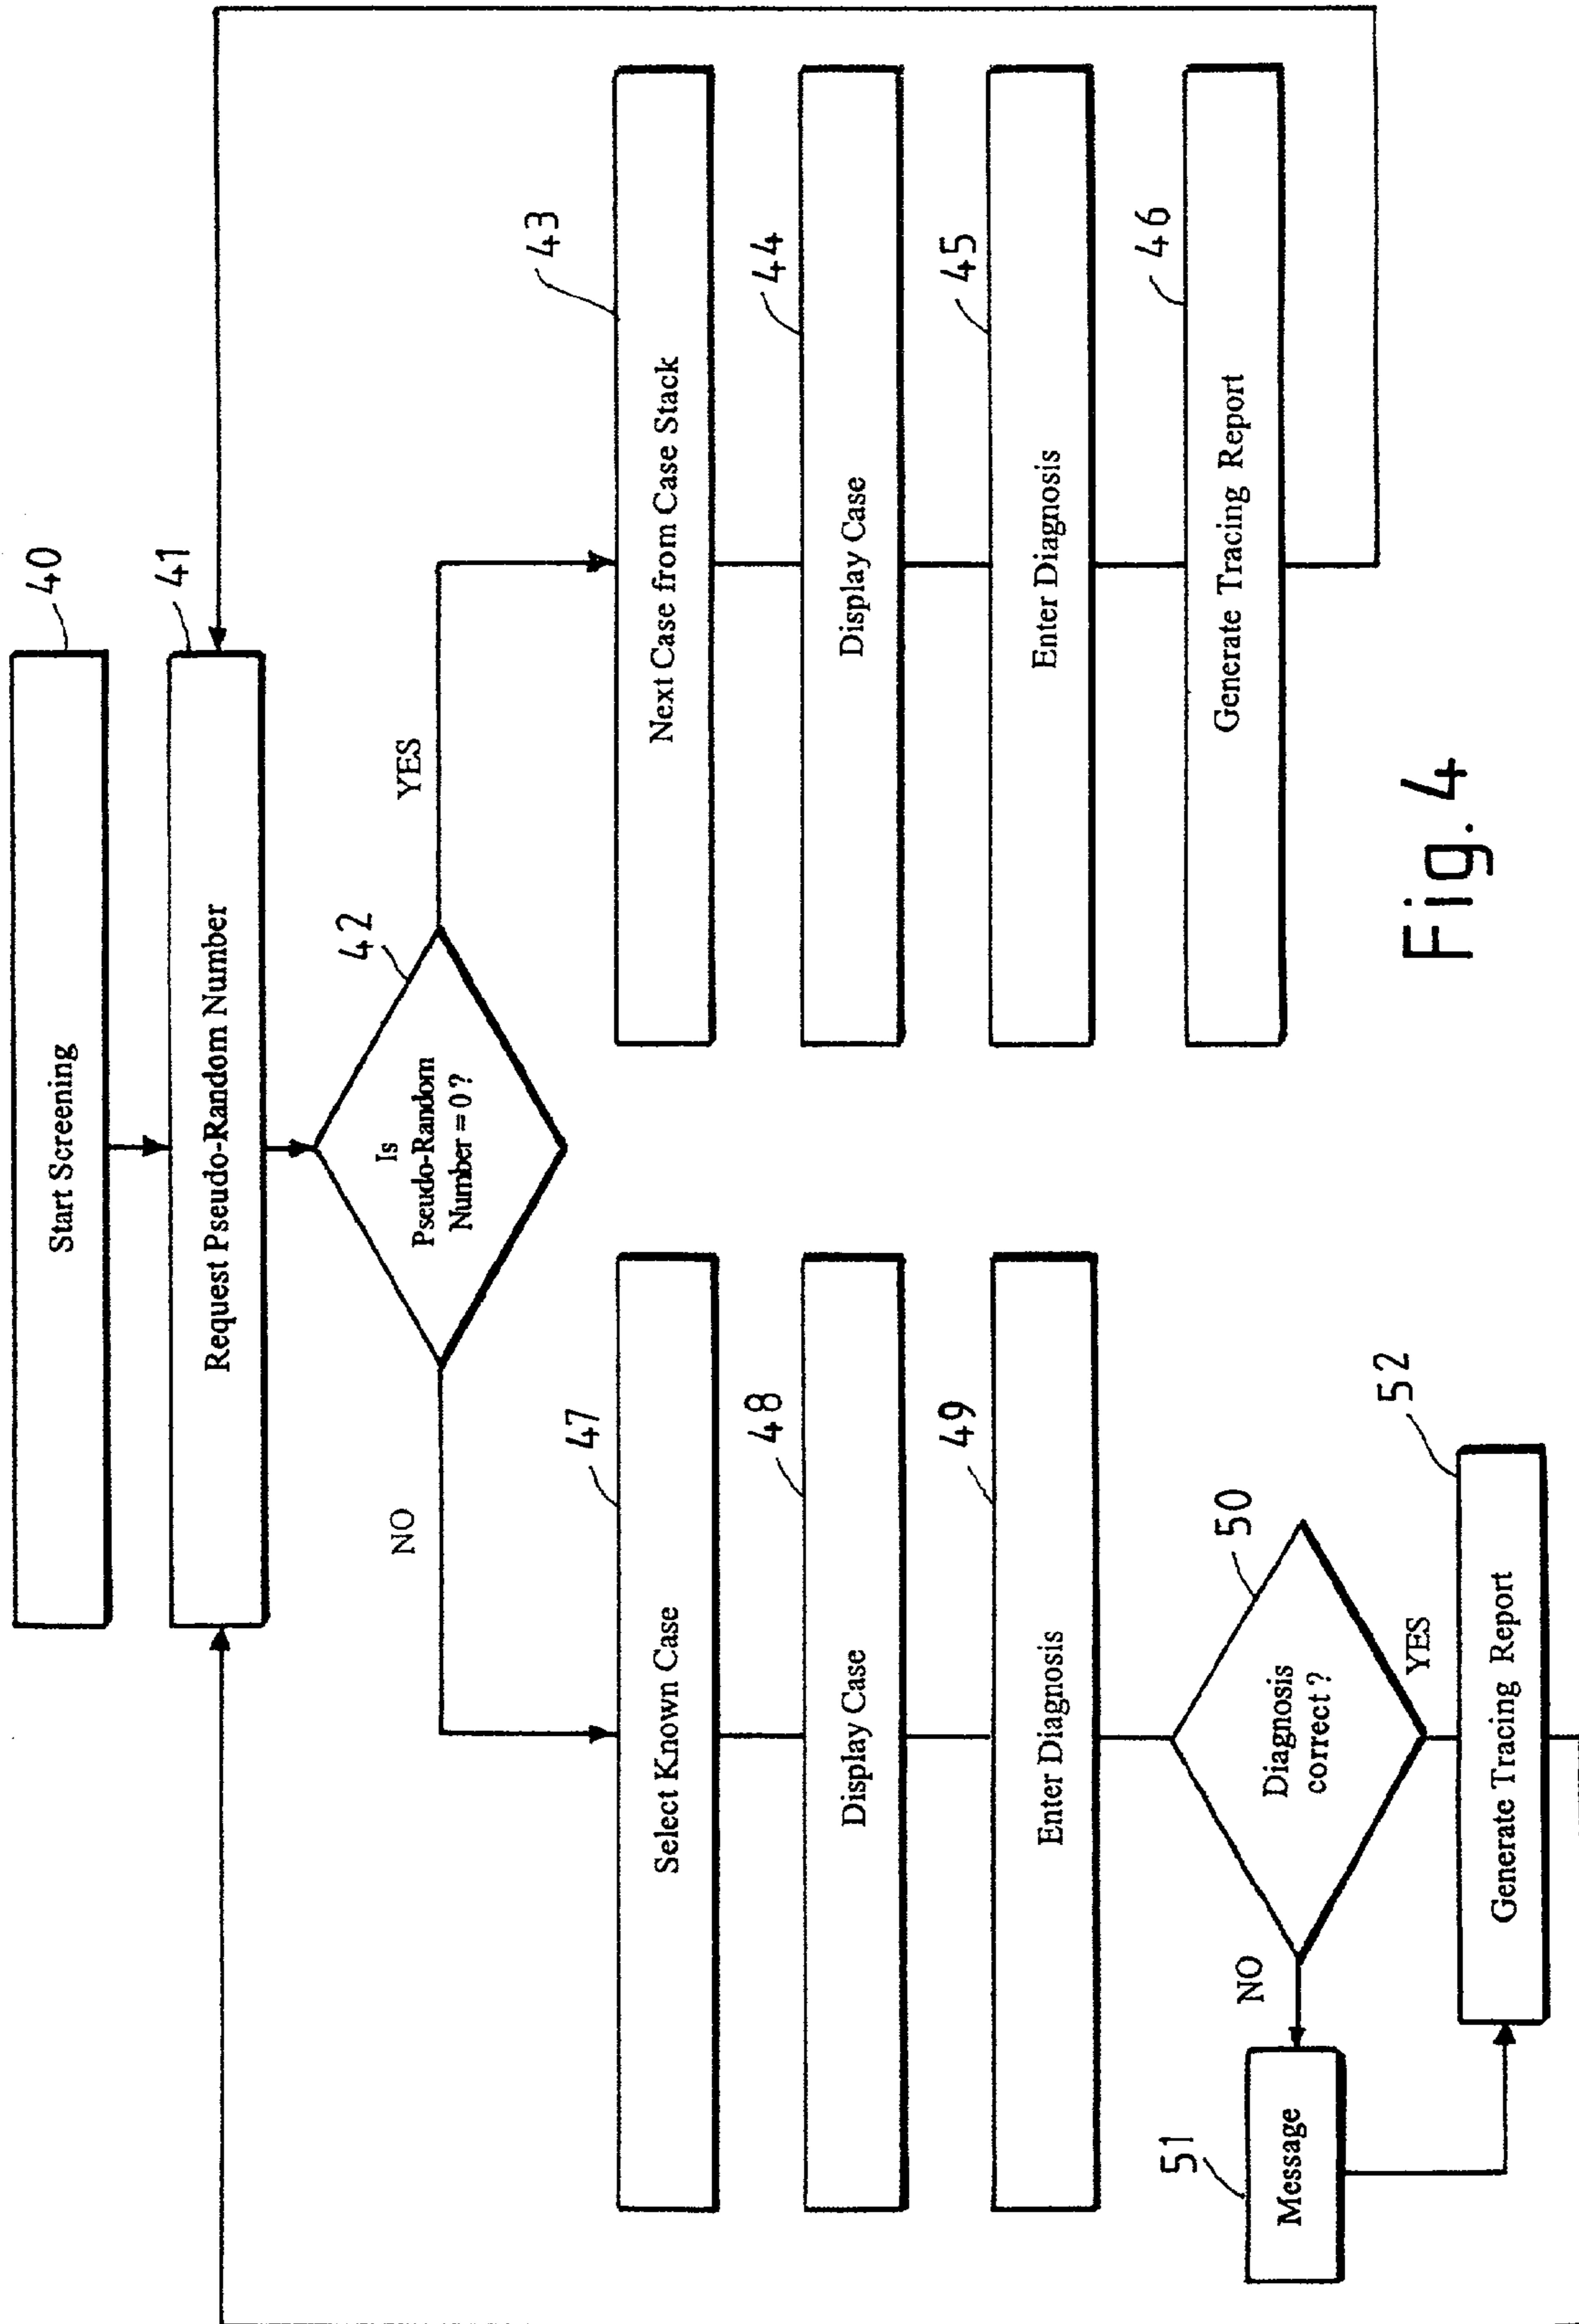 40
Start Screening
41
Request Pseudo-Random Number
42
Is
Pseudo-Random
Number = 0 ?
NO
YES
47
Select Known Case
48
Display Case
49
Enter Diagnosis
50
Diagnosis
correct ?
NO
YES
51
Message
52
Generate Tracing Report
43
Next Case from Case Stack
44
Display Case
45
Enter Diagnosis
46
Generate Tracing Report
Fig. 4